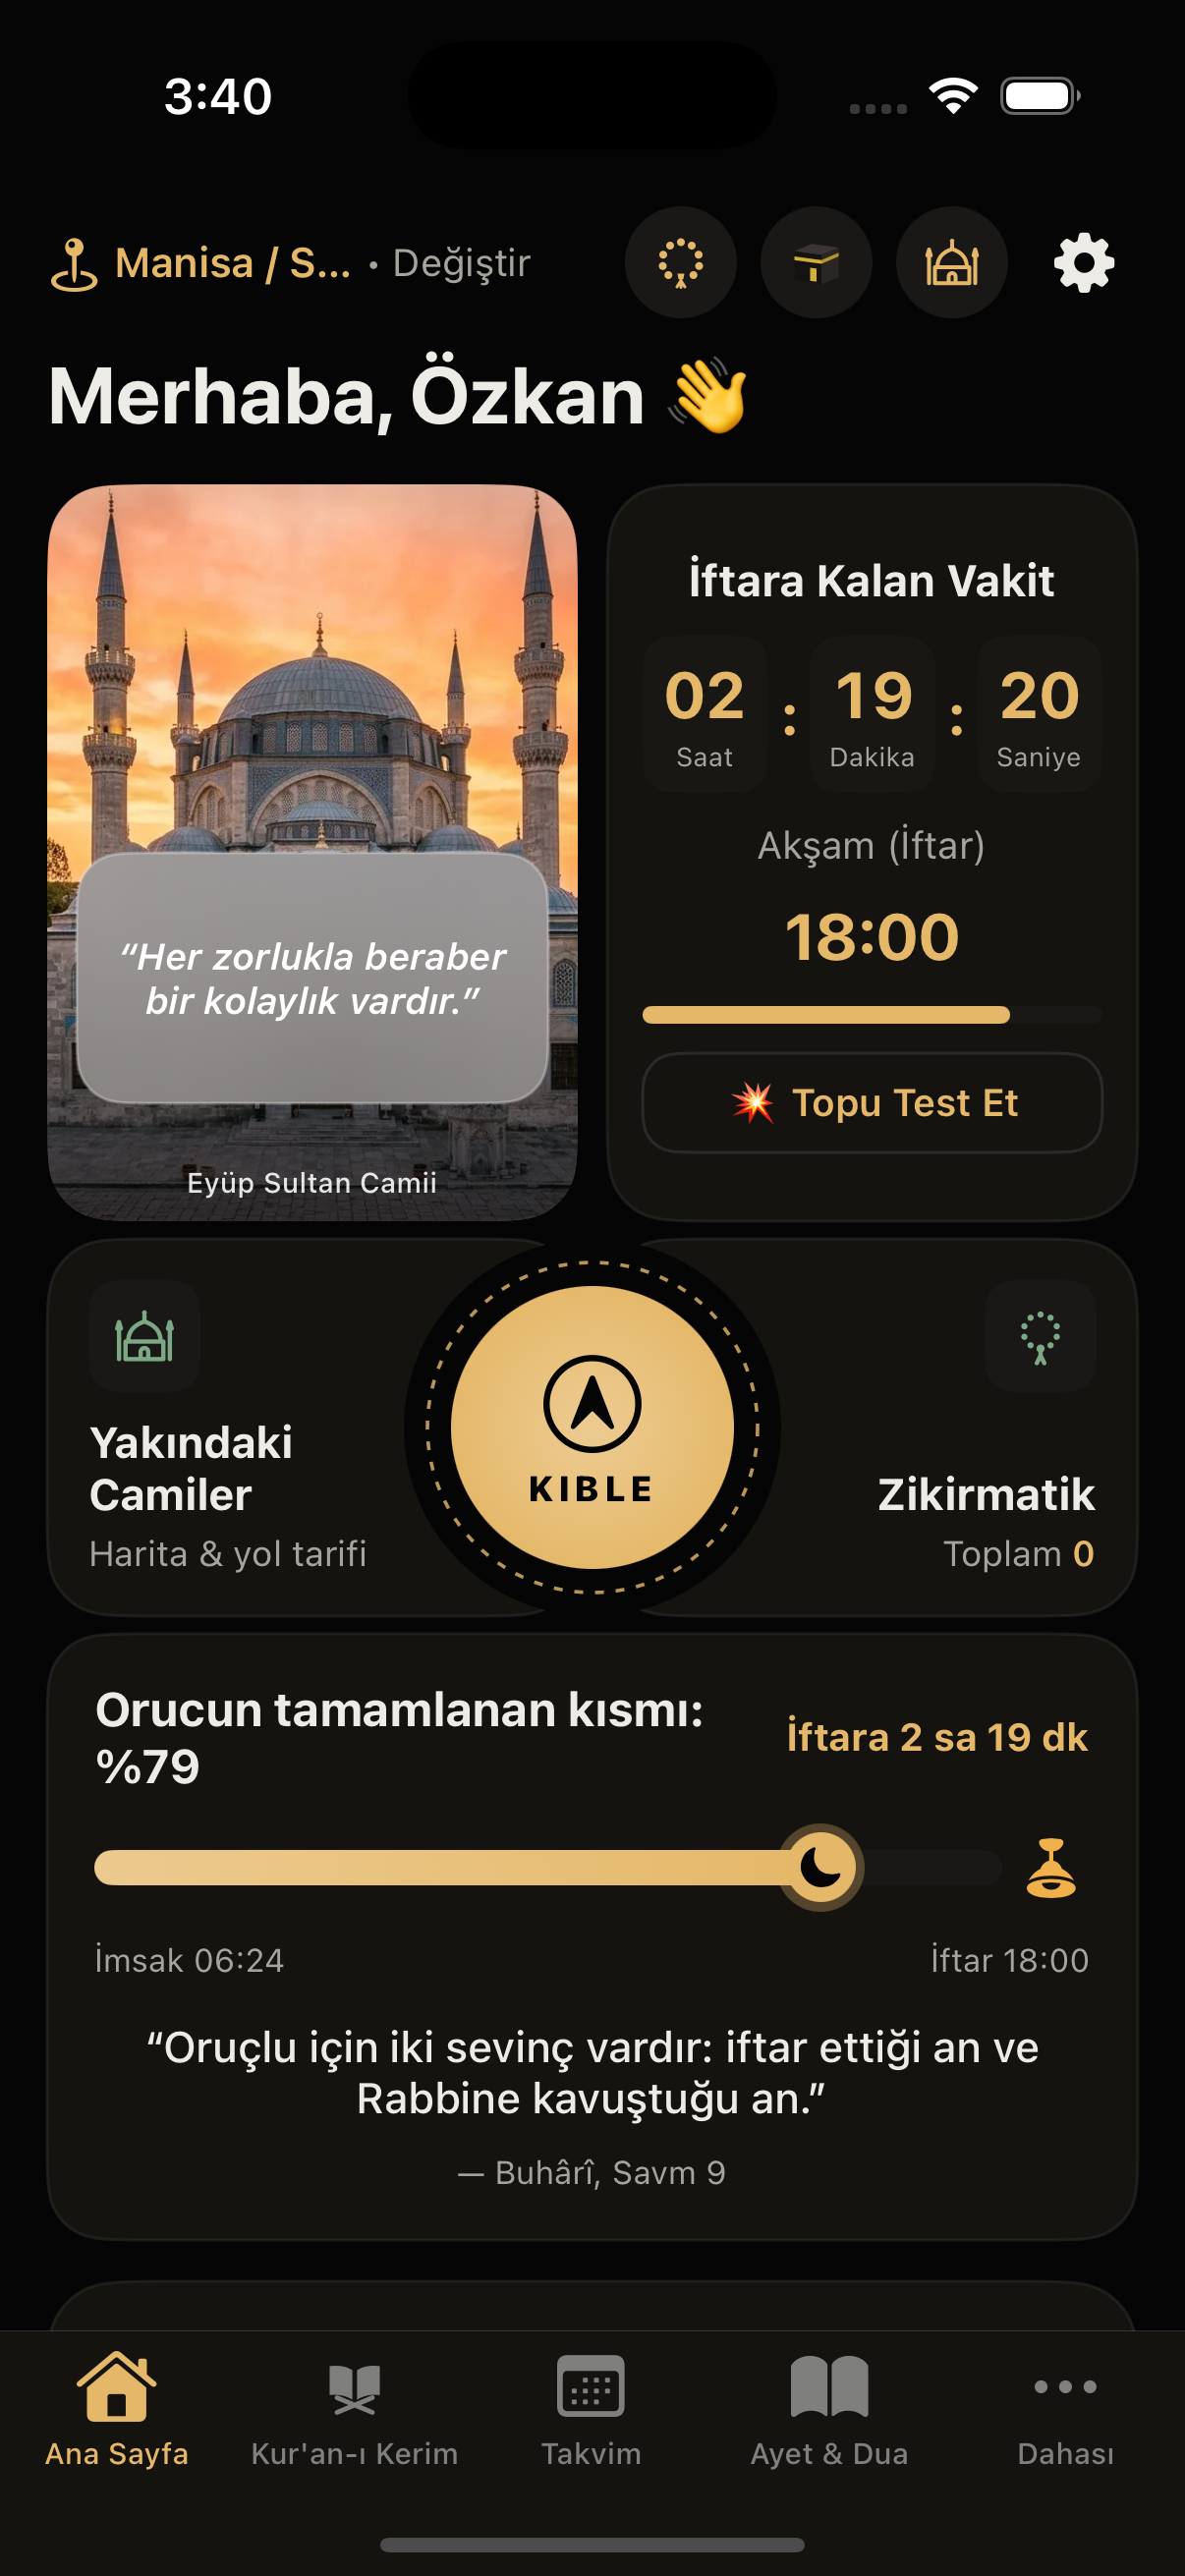 3:40
Manisa / S... • Değiştir
Merhaba, Özkan 👋
“Her zorlukla beraber
bir kolaylık vardır.”
Eyüp Sultan Camii
İftara Kalan Vakit
02 : 19 : 20
Saat Dakika Saniye
Akşam (İftar)
18:00
💥 Topu Test Et
Yakındaki
Camiler
Harita & yol tarifi
KIBLE
Zikirmatik
Toplam 0
Orucun tamamlanan kısmı:
%79
İftara 2 sa 19 dk
İmsak 06:24
İftar 18:00
“Oruçlu için iki sevinç vardır: iftar ettiği an ve
Rabbine kavuştuğu an.”
— Buhârî, Savm 9
Ana Sayfa
Kur'an-ı Kerim
Takvim
Ayet & Dua
Dahası